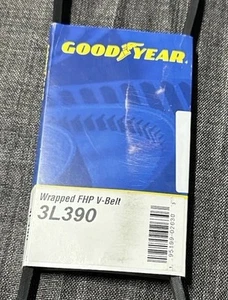 GOODYEAR
Wrapped FHP V-Belt
3L390